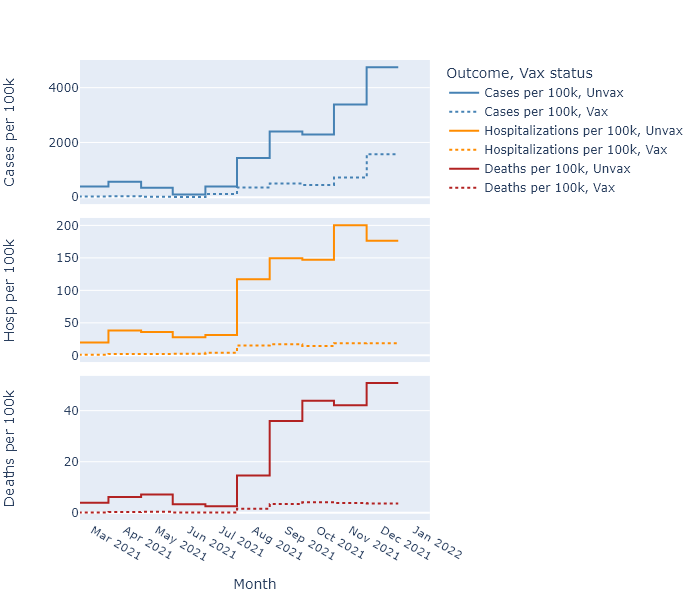 Cases per 100k
4000
2000
0
Hosp per 100k
200
150
100
50
0
Deaths per 100k
40
20
0
Mar 2021
Apr 2021
May 2021
Jun 2021
Jul 2021
Aug 2021
Sep 2021
Oct 2021
Nov 2021
Dec 2021
Jan 2022
Month
Outcome, Vax status
Cases per 100k, Unvax
Cases per 100k, Vax
Hospitalizations per 100k, Unvax
Hospitalizations per 100k, Vax
Deaths per 100k, Unvax
Deaths per 100k, Vax